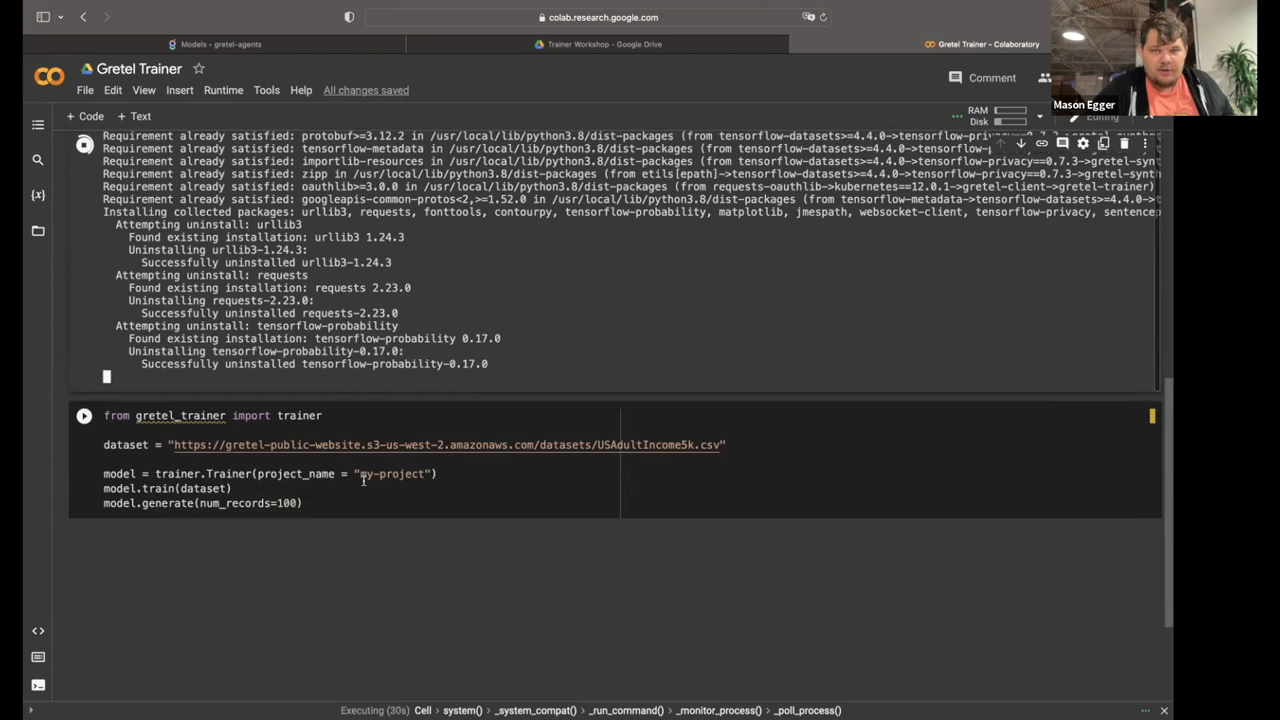 colab.research.google.com
Models - gretel-agents
Trainer Workshop - Google Drive
Gretel Trainer - Colaboratory
Gretel Trainer
Comment
File Edit View Insert Runtime Tools Help All changes saved
Mason Egger
+ Code + Text
RAM
Disk
Editing
Requirement already satisfied: protobuf>=3.12.2 in /usr/local/lib/python3.8/dist-packages (from tensorflow-datasets>=4.4.0->tensorflow-privacy==0.7.3->gretel-synt
Requirement already satisfied: tensorflow-metadata in /usr/local/lib/python3.8/dist-packages (from tensorflow-datasets>=4.4.0->tensorflow-p
Requirement already satisfied: importlib-resources in /usr/local/lib/python3.8/dist-packages (from tensorflow-datasets>=4.4.0->tensorflow-privacy==0.7.3->gretel-syn
Requirement already satisfied: zipp in /usr/local/lib/python3.8/dist-packages (from etils[epath]->tensorflow-datasets>=4.4.0->tensorflow-privacy==0.7.3->gretel-synth
Requirement already satisfied: oauthlib>=3.0.0 in /usr/local/lib/python3.8/dist-packages (from requests-oauthlib->kubernetes==12.0.1->gretel-client->gretel-trainer)
Requirement already satisfied: googleapis-common-protos<2,>=1.52.0 in /usr/local/lib/python3.8/dist-packages (from tensorflow-metadata->tensorflow-datasets>=4.4.0->
Installing collected packages: urllib3, requests, fonttools, contourpy, tensorflow-probability, matplotlib, jmespath, websocket-client, tensorflow-privacy, sentencep
Attempting uninstall: urllib3
Found existing installation: urllib3 1.24.3
Uninstalling urllib3-1.24.3:
Successfully uninstalled urllib3-1.24.3
Attempting uninstall: requests
Found existing installation: requests 2.23.0
Uninstalling requests-2.23.0:
Successfully uninstalled requests-2.23.0
Attempting uninstall: tensorflow-probability
Found existing installation: tensorflow-probability 0.17.0
Uninstalling tensorflow-probability-0.17.0:
Successfully uninstalled tensorflow-probability-0.17.0
from gretel_trainer import trainer
dataset = "https://gretel-public-website.s3-us-west-2.amazonaws.com/datasets/USAdultIncome5k.csv"
model = trainer.Trainer(project_name = "my-project")
model.train(dataset)
model.generate(num_records=100)
Executing (30s) Cell > system() > _system_compat() > _run_command() > _monitor_process() > _poll_process()